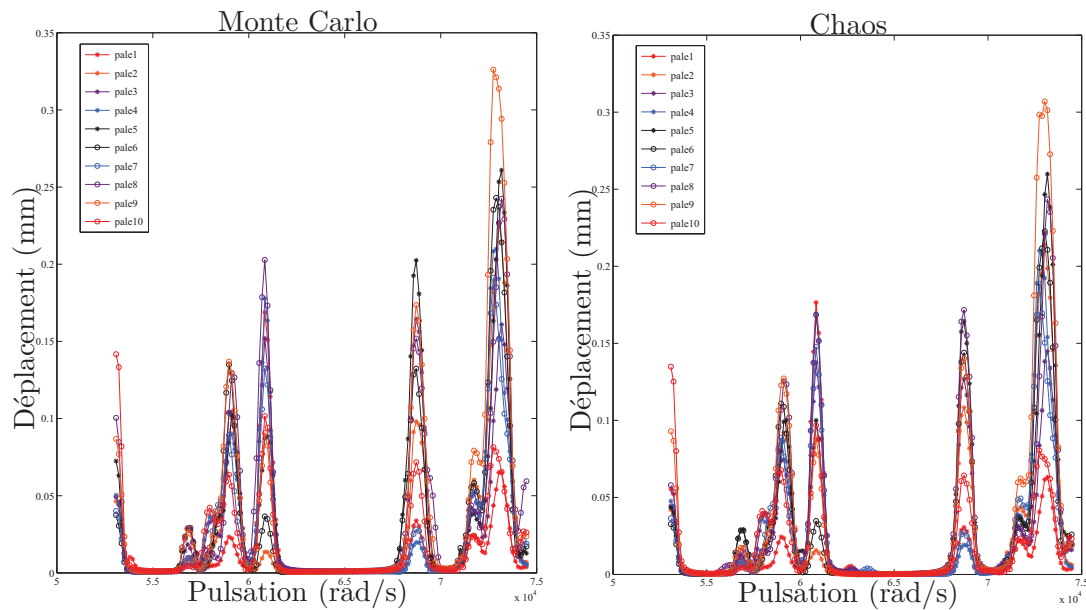 Monte Carlo
0.35
0.3
0.25
0.2
0.15
0.1
0.05
0
Déplacement (mm)
pale1
pale2
pale3
pale4
pale5
pale6
pale7
pale8
pale9
pale10
5
5.5
6
6.5
7
7.5
x 10⁴
Pulsation (rad/s)
Chaos
0.35
0.3
0.25
0.2
0.15
0.1
0.05
0
Déplacement (mm)
pale1
pale2
pale3
pale4
pale5
pale6
pale7
pale8
pale9
pale10
5
5.5
6
6.5
7
7.5
x 10⁴
Pulsation (rad/s)